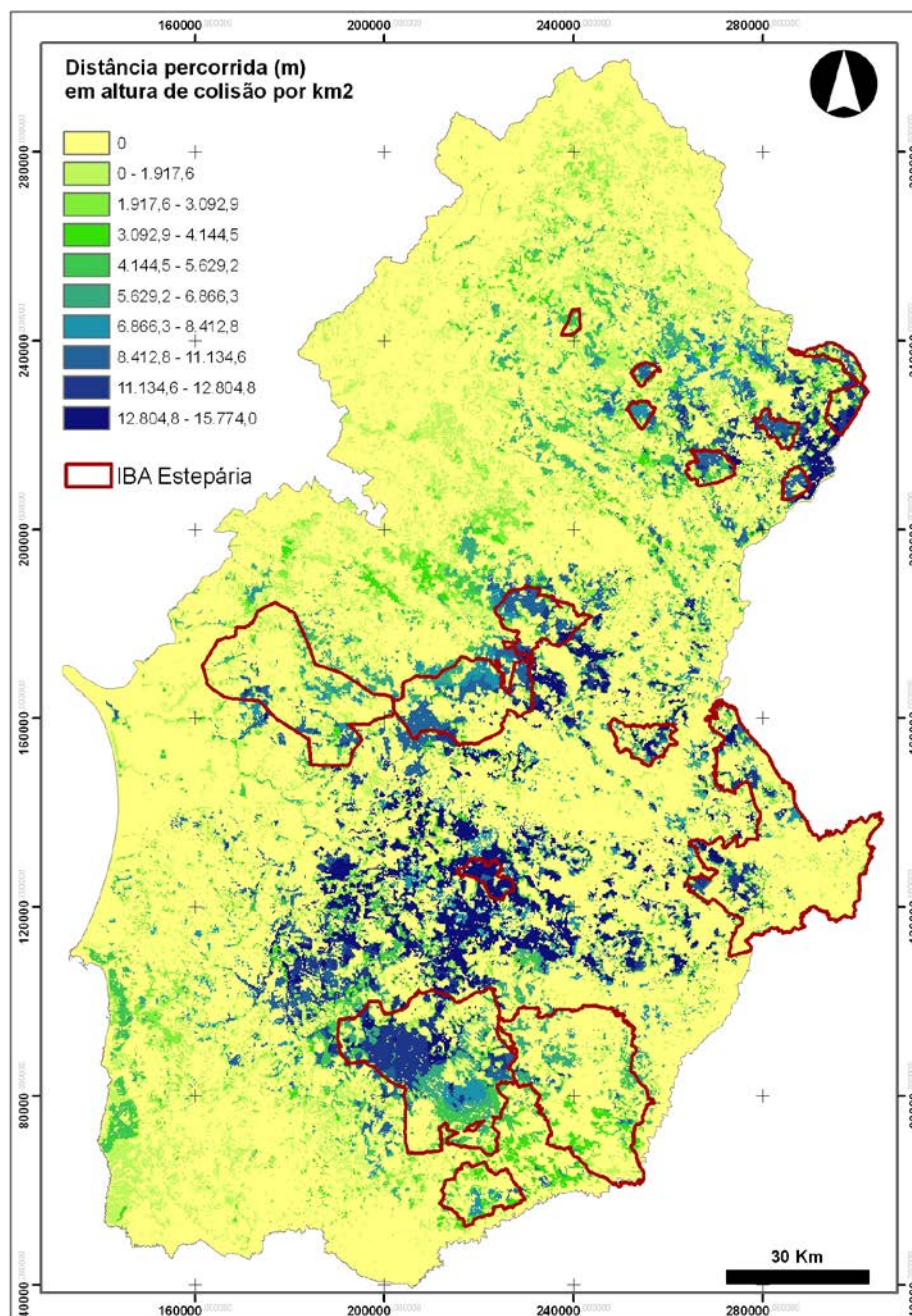 160000 200000 240000 280000
Distância percorrida (m)
em altura de colisão por km2
0
0 - 1.917,6
1.917,6 - 3.092,9
3.092,9 - 4.144,5
4.144,5 - 5.629,2
5.629,2 - 6.866,3
6.866,3 - 8.412,8
8.412,8 - 11.134,6
11.134,6 - 12.804,8
12.804,8 - 15.774,0
IBA Estepária
280000
240000
200000
160000
120000
80000
40000
30 Km
160000 200000 240000 280000